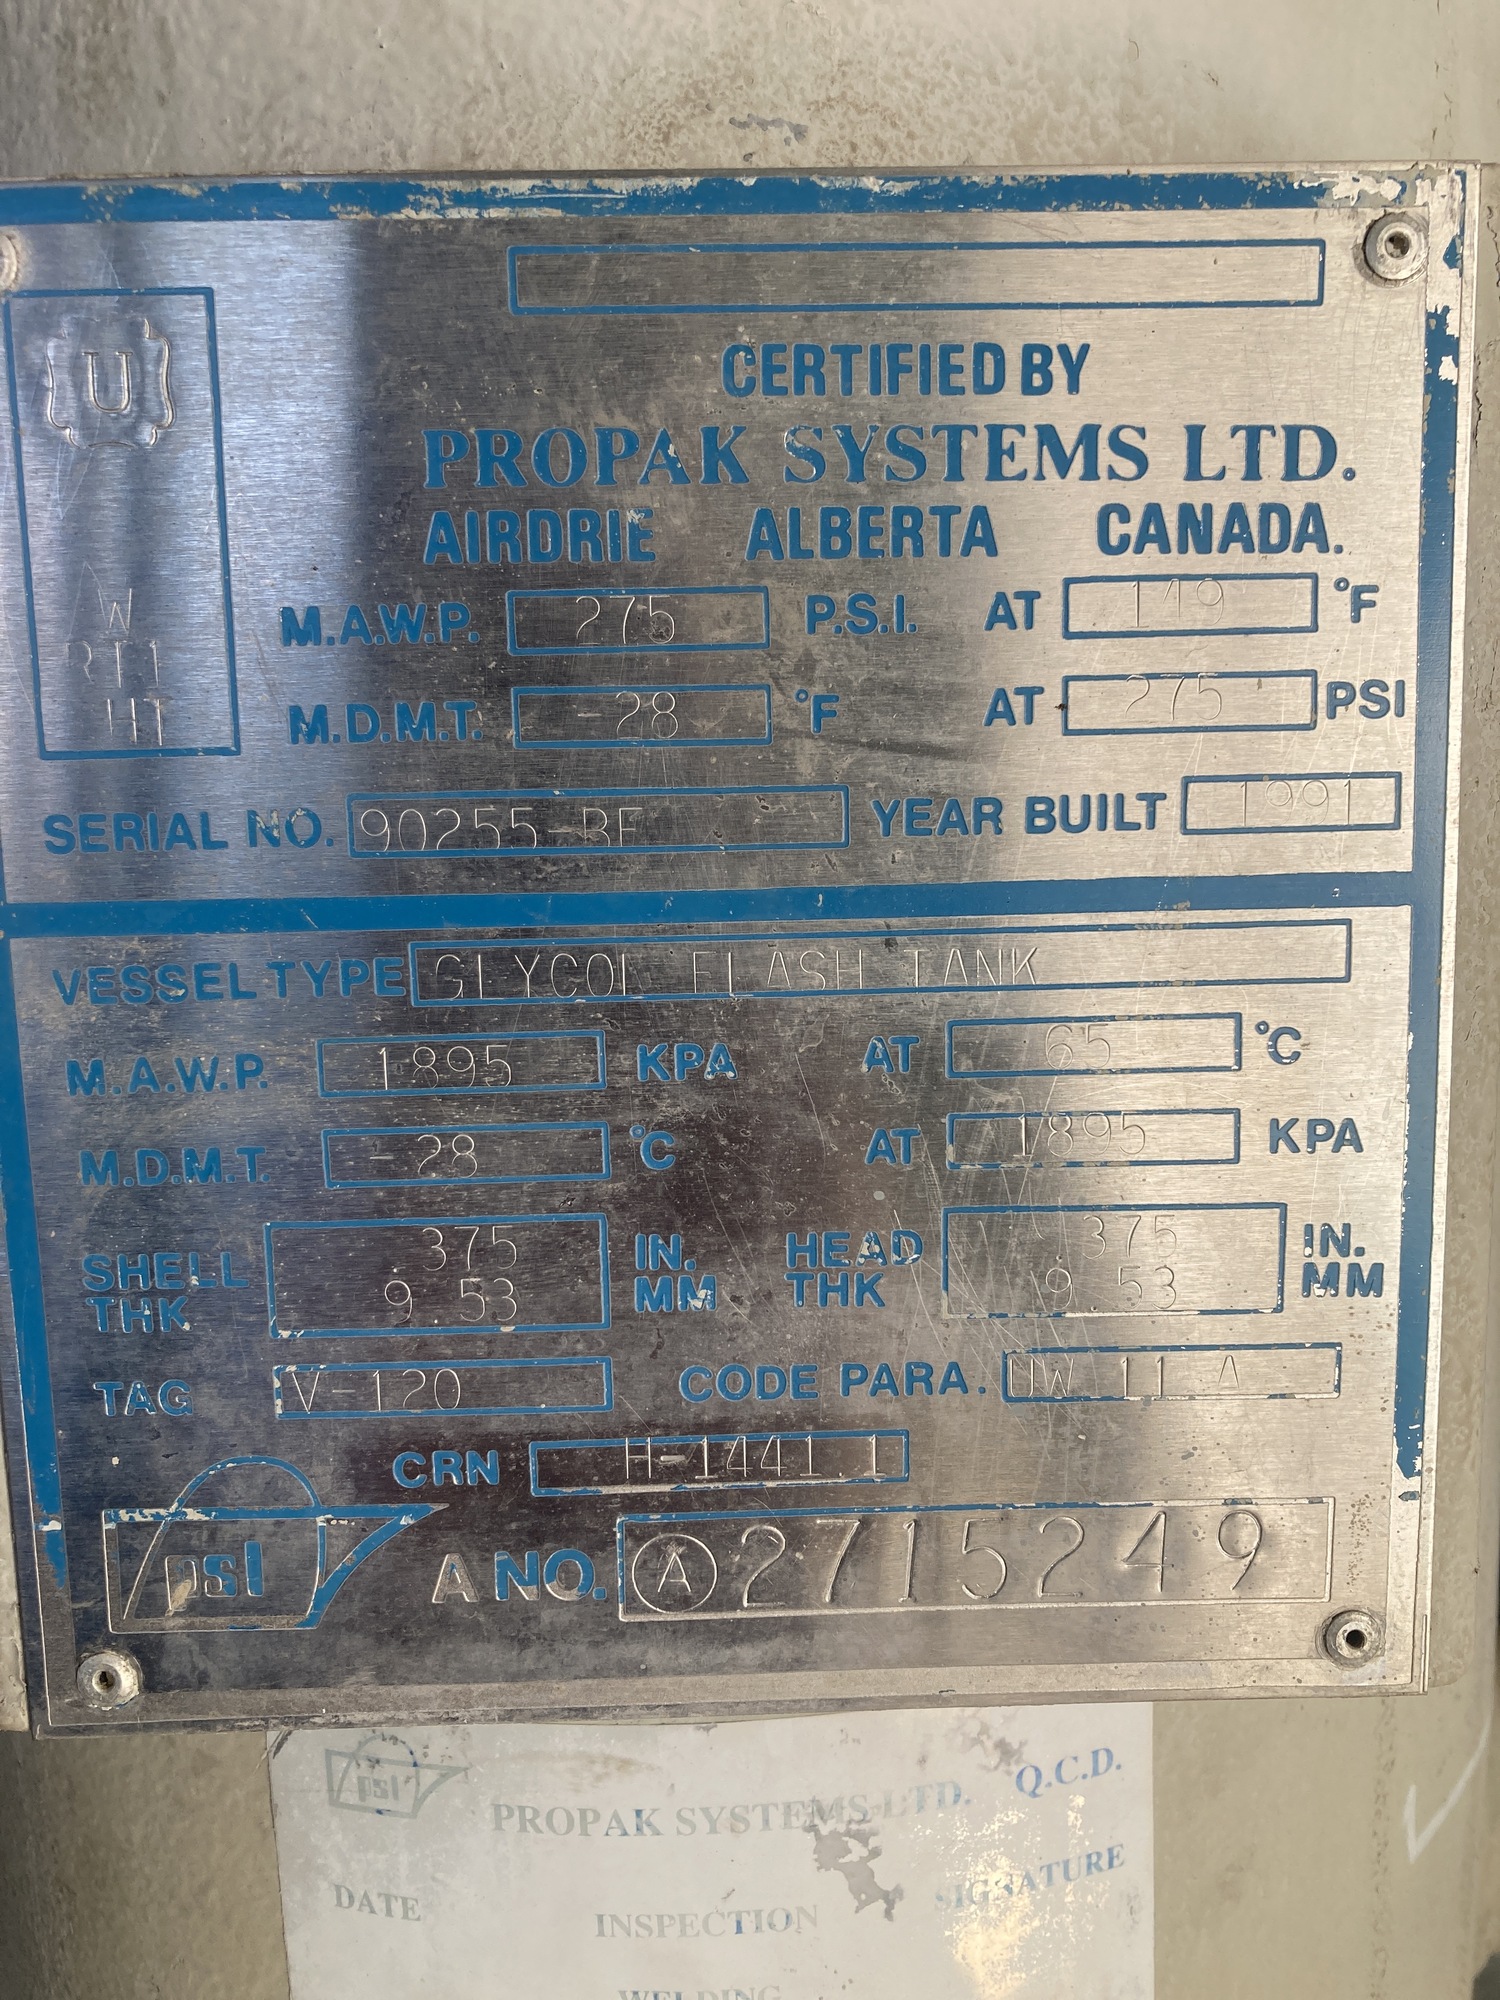 U
W
RT1
HT
CERTIFIED BY
PROPAK SYSTEMS LTD.
AIRDRIE ALBERTA CANADA.
M.A.W.P. 275 P.S.I. AT 149 °F
M.D.M.T. -28 °F AT 275 PSI
SERIAL NO. 90255-BF YEAR BUILT 1991
VESSEL TYPE GLYCOL FLASH TANK
M.A.W.P. 1895 KPA AT 65 °C
M.D.M.T. -28 °C AT 1895 KPA
SHELL THK .375 IN. HEAD THK .375 IN.
9.53 MM 9.53 MM
TAG V-120 CODE PARA. UW 11 A
CRN H-1441.1
psi A NO. A 2715249
psi PROPAK SYSTEMS LTD. Q.C.D.
DATE INSPECTION SIGNATURE
WELDING